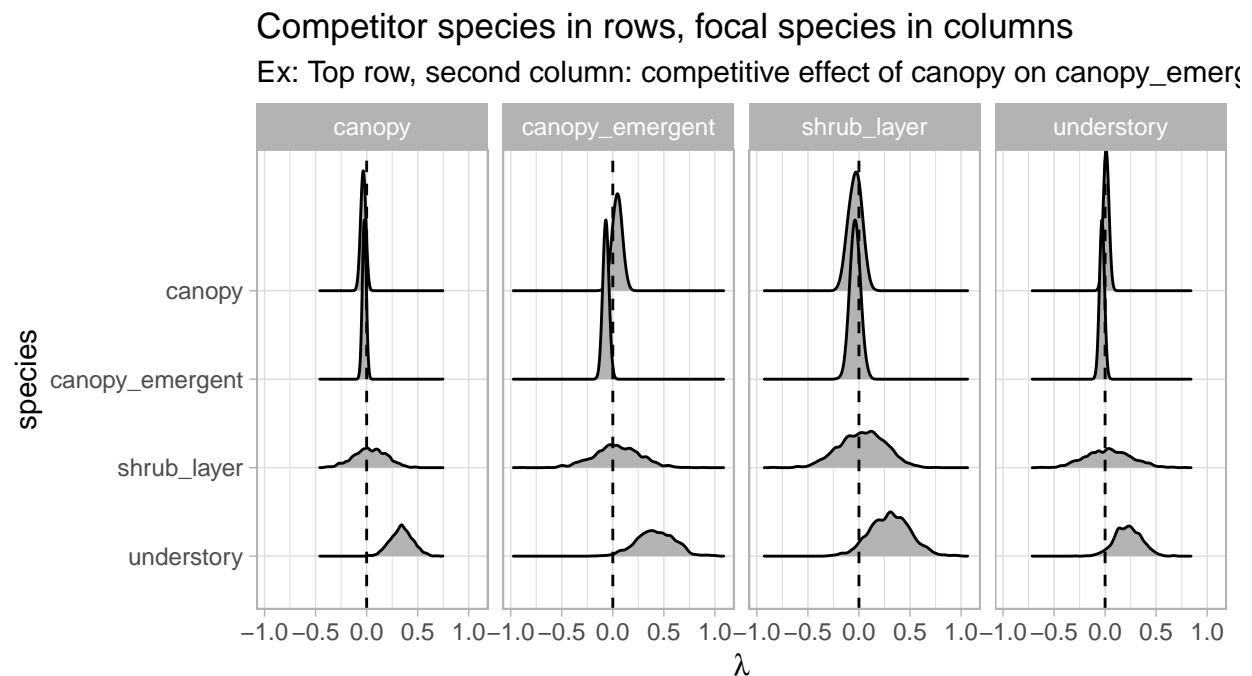 Competitor species in rows, focal species in columns
Ex: Top row, second column: competitive effect of canopy on canopy_emerg
canopy canopy_emergent shrub_layer understory
species
canopy
canopy_emergent
shrub_layer
understory
−1.0 −0.5 0.0 0.5 1.0 −1.0 −0.5 0.0 0.5 1.0 −1.0 −0.5 0.0 0.5 1.0 −1.0 −0.5 0.0 0.5 1.0
λ